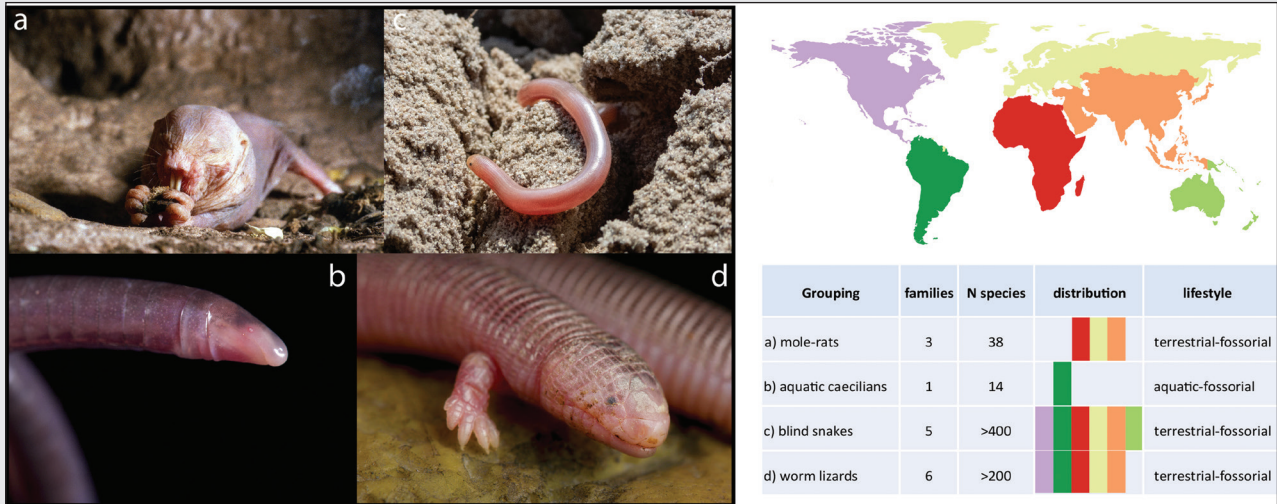 a
c
b
d
Grouping families N species distribution lifestyle
a) mole-rats 3 38 terrestrial-fossorial
b) aquatic caecilians 1 14 aquatic-fossorial
c) blind snakes 5 >400 terrestrial-fossorial
d) worm lizards 6 >200 terrestrial-fossorial